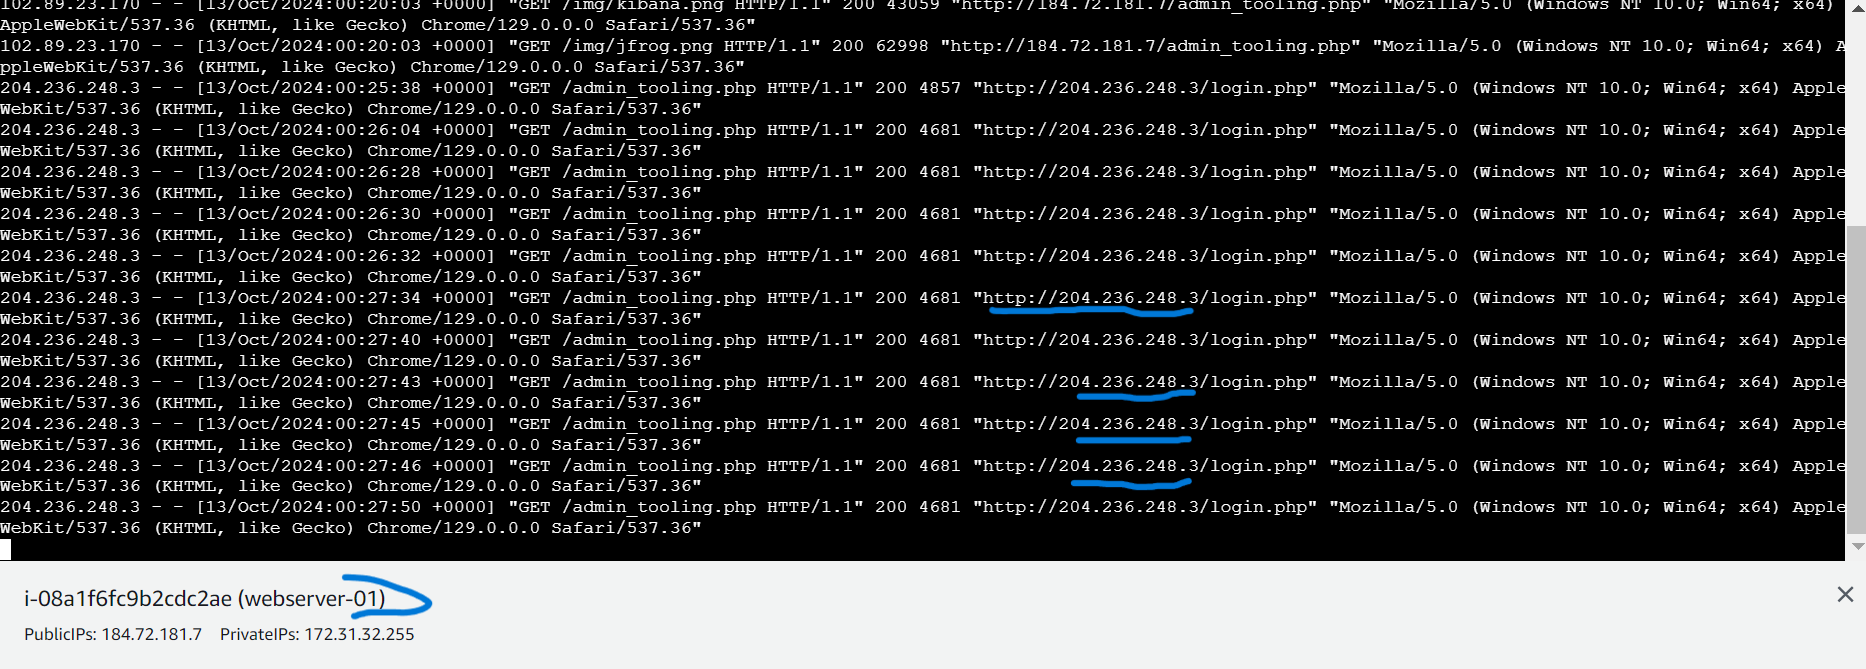 102.89.23.170 - - [13/Oct/2024:00:20:03 +0000] "GET /img/kibana.png HTTP/1.1" 200 43059 "http://184.72.181.7/admin_tooling.php" "Mozilla/5.0 (Windows NT 10.0; Win64; x64)
AppleWebKit/537.36 (KHTML, like Gecko) Chrome/129.0.0.0 Safari/537.36"
102.89.23.170 - - [13/Oct/2024:00:20:03 +0000] "GET /img/jfrog.png HTTP/1.1" 200 62998 "http://184.72.181.7/admin_tooling.php" "Mozilla/5.0 (Windows NT 10.0; Win64; x64) A
ppleWebKit/537.36 (KHTML, like Gecko) Chrome/129.0.0.0 Safari/537.36"
204.236.248.3 - - [13/Oct/2024:00:25:38 +0000] "GET /admin_tooling.php HTTP/1.1" 200 4857 "http://204.236.248.3/login.php" "Mozilla/5.0 (Windows NT 10.0; Win64; x64) Apple
WebKit/537.36 (KHTML, like Gecko) Chrome/129.0.0.0 Safari/537.36"
204.236.248.3 - - [13/Oct/2024:00:26:04 +0000] "GET /admin_tooling.php HTTP/1.1" 200 4681 "http://204.236.248.3/login.php" "Mozilla/5.0 (Windows NT 10.0; Win64; x64) Apple
WebKit/537.36 (KHTML, like Gecko) Chrome/129.0.0.0 Safari/537.36"
204.236.248.3 - - [13/Oct/2024:00:26:28 +0000] "GET /admin_tooling.php HTTP/1.1" 200 4681 "http://204.236.248.3/login.php" "Mozilla/5.0 (Windows NT 10.0; Win64; x64) Apple
WebKit/537.36 (KHTML, like Gecko) Chrome/129.0.0.0 Safari/537.36"
204.236.248.3 - - [13/Oct/2024:00:26:30 +0000] "GET /admin_tooling.php HTTP/1.1" 200 4681 "http://204.236.248.3/login.php" "Mozilla/5.0 (Windows NT 10.0; Win64; x64) Apple
WebKit/537.36 (KHTML, like Gecko) Chrome/129.0.0.0 Safari/537.36"
204.236.248.3 - - [13/Oct/2024:00:26:32 +0000] "GET /admin_tooling.php HTTP/1.1" 200 4681 "http://204.236.248.3/login.php" "Mozilla/5.0 (Windows NT 10.0; Win64; x64) Apple
WebKit/537.36 (KHTML, like Gecko) Chrome/129.0.0.0 Safari/537.36"
204.236.248.3 - - [13/Oct/2024:00:27:34 +0000] "GET /admin_tooling.php HTTP/1.1" 200 4681 "http://204.236.248.3/login.php" "Mozilla/5.0 (Windows NT 10.0; Win64; x64) Apple
WebKit/537.36 (KHTML, like Gecko) Chrome/129.0.0.0 Safari/537.36"
204.236.248.3 - - [13/Oct/2024:00:27:40 +0000] "GET /admin_tooling.php HTTP/1.1" 200 4681 "http://204.236.248.3/login.php" "Mozilla/5.0 (Windows NT 10.0; Win64; x64) Apple
WebKit/537.36 (KHTML, like Gecko) Chrome/129.0.0.0 Safari/537.36"
204.236.248.3 - - [13/Oct/2024:00:27:43 +0000] "GET /admin_tooling.php HTTP/1.1" 200 4681 "http://204.236.248.3/login.php" "Mozilla/5.0 (Windows NT 10.0; Win64; x64) Apple
WebKit/537.36 (KHTML, like Gecko) Chrome/129.0.0.0 Safari/537.36"
204.236.248.3 - - [13/Oct/2024:00:27:45 +0000] "GET /admin_tooling.php HTTP/1.1" 200 4681 "http://204.236.248.3/login.php" "Mozilla/5.0 (Windows NT 10.0; Win64; x64) Apple
WebKit/537.36 (KHTML, like Gecko) Chrome/129.0.0.0 Safari/537.36"
204.236.248.3 - - [13/Oct/2024:00:27:46 +0000] "GET /admin_tooling.php HTTP/1.1" 200 4681 "http://204.236.248.3/login.php" "Mozilla/5.0 (Windows NT 10.0; Win64; x64) Apple
WebKit/537.36 (KHTML, like Gecko) Chrome/129.0.0.0 Safari/537.36"
204.236.248.3 - - [13/Oct/2024:00:27:50 +0000] "GET /admin_tooling.php HTTP/1.1" 200 4681 "http://204.236.248.3/login.php" "Mozilla/5.0 (Windows NT 10.0; Win64; x64) Apple
WebKit/537.36 (KHTML, like Gecko) Chrome/129.0.0.0 Safari/537.36"
i-08a1f6fc9b2cdc2ae (webserver-01)
PublicIPs: 184.72.181.7 PrivateIPs: 172.31.32.255